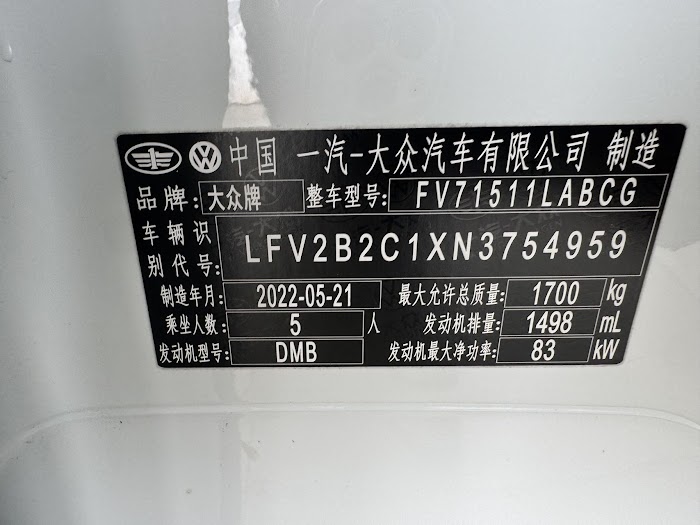 中国 一汽-大众汽车有限公司 制造
品牌: 大众牌 整车型号: FV71511LABCG
车辆识别代号: LFV2B2C1XN3754959
制造年月: 2022-05-21 最大允许总质量: 1700 kg
乘坐人数: 5 人 发动机排量: 1498 mL
发动机型号: DMB 发动机最大净功率: 83 kW